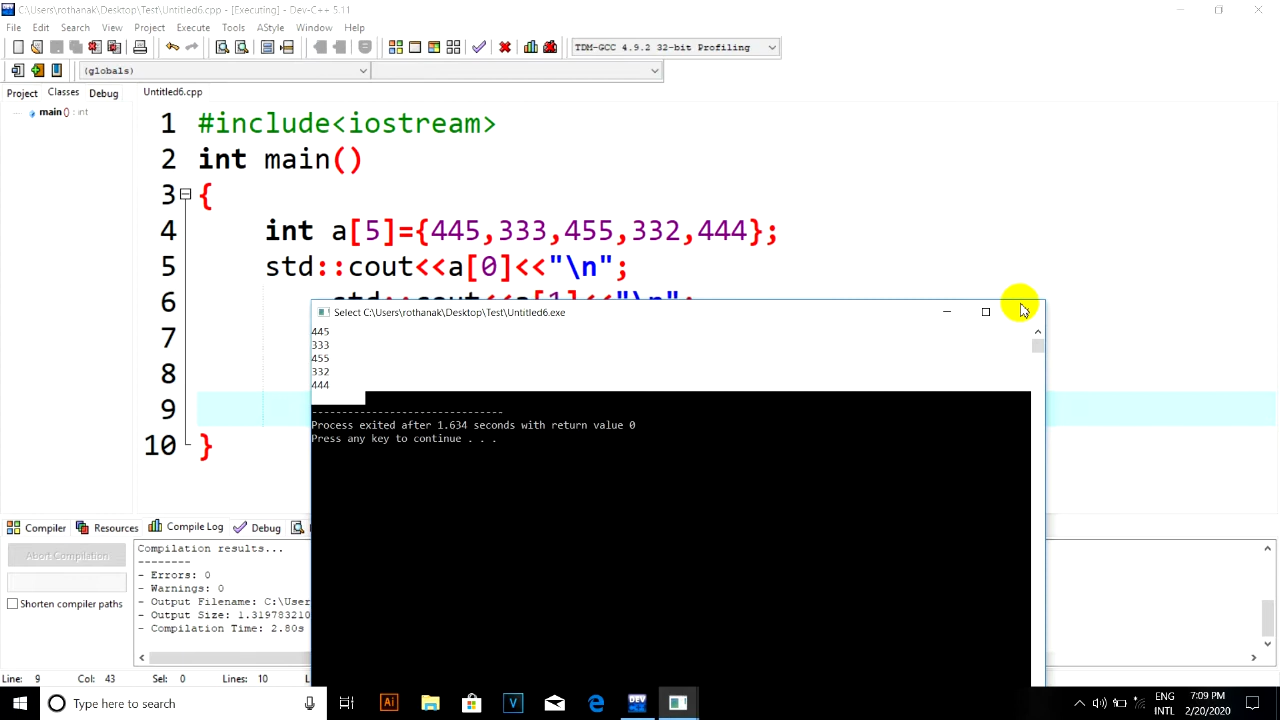 C:\Users\rothanak\Desktop\Test\Untitled6.cpp - [Executing] - Dev-C++ 5.11
File Edit Search View Project Execute Tools AStyle Window Help
TDM-GCC 4.9.2 32-bit Profiling
(globals)
Project Classes Debug
Untitled6.cpp
main () : int
1 #include<iostream>
2 int main()
3 {
4 int a[5]={445,333,455,332,444};
5 std::cout<<a[0]<<"\n";
6 std::cout<<a[1]<<"\n";
7
8
9
10 }
Select C:\Users\rothanak\Desktop\Test\Untitled6.exe
445
333
455
332
444
--------------------------------
Process exited after 1.634 seconds with return value 0
Press any key to continue . . .
Compiler Resources Compile Log Debug
Abort Compilation
Shorten compiler paths
Compilation results...
--------
- Errors: 0
- Warnings: 0
- Output Filename: C:\User
- Output Size: 1.319783210
- Compilation Time: 2.80s
Line: 9 Col: 43 Sel: 0 Lines: 10
Type here to search
Ai
V
DEV
ENG
INTL
7:09 PM
2/20/2020